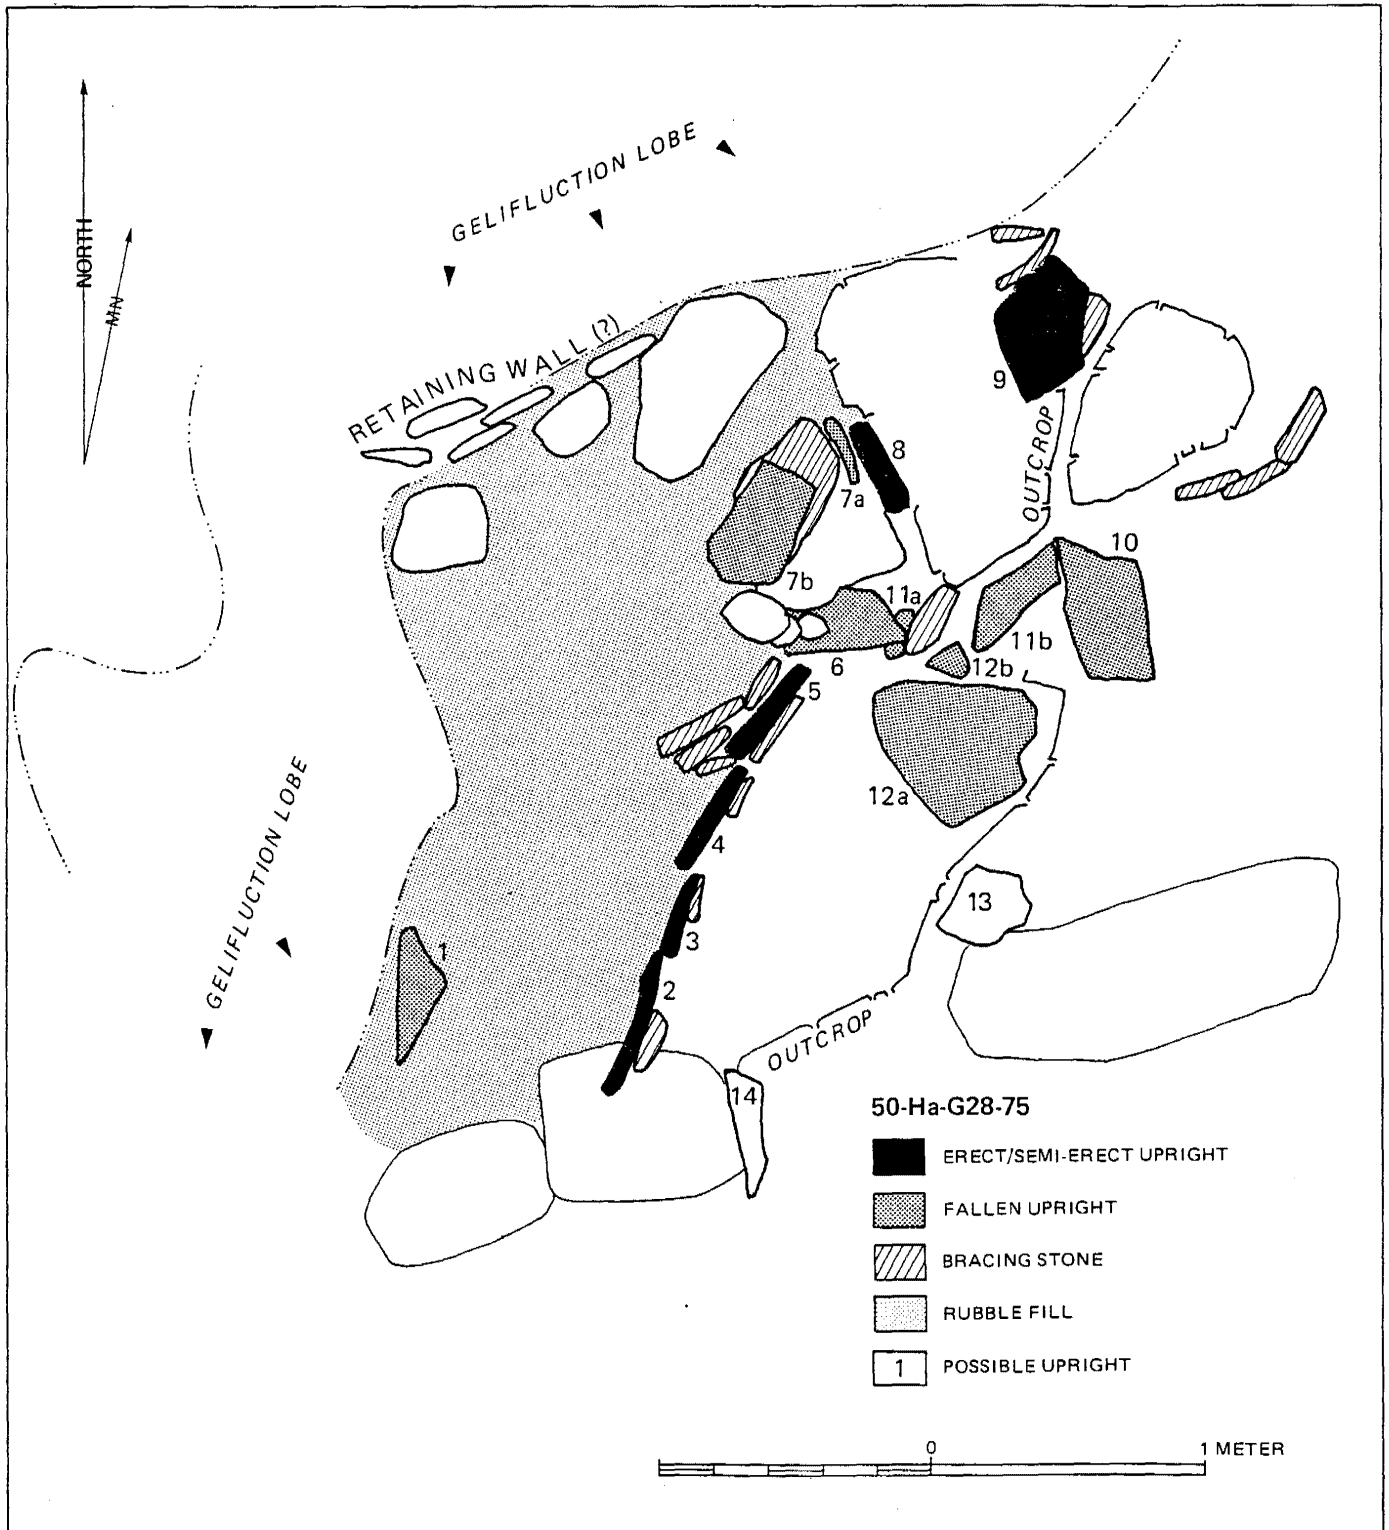 GELIFLUCTION LOBE
NORTH
MN
RETAINING WALL (?)
9
8
OUTCROP
7a
10
7b
11a
11b
6
12b
5
12a
4
GELIFLUCTION LOBE
13
3
1
2
OUTCROP
14
50-Ha-G28-75
ERECT/SEMI-ERECT UPRIGHT
FALLEN UPRIGHT
BRACING STONE
RUBBLE FILL
1 POSSIBLE UPRIGHT
0 1 METER